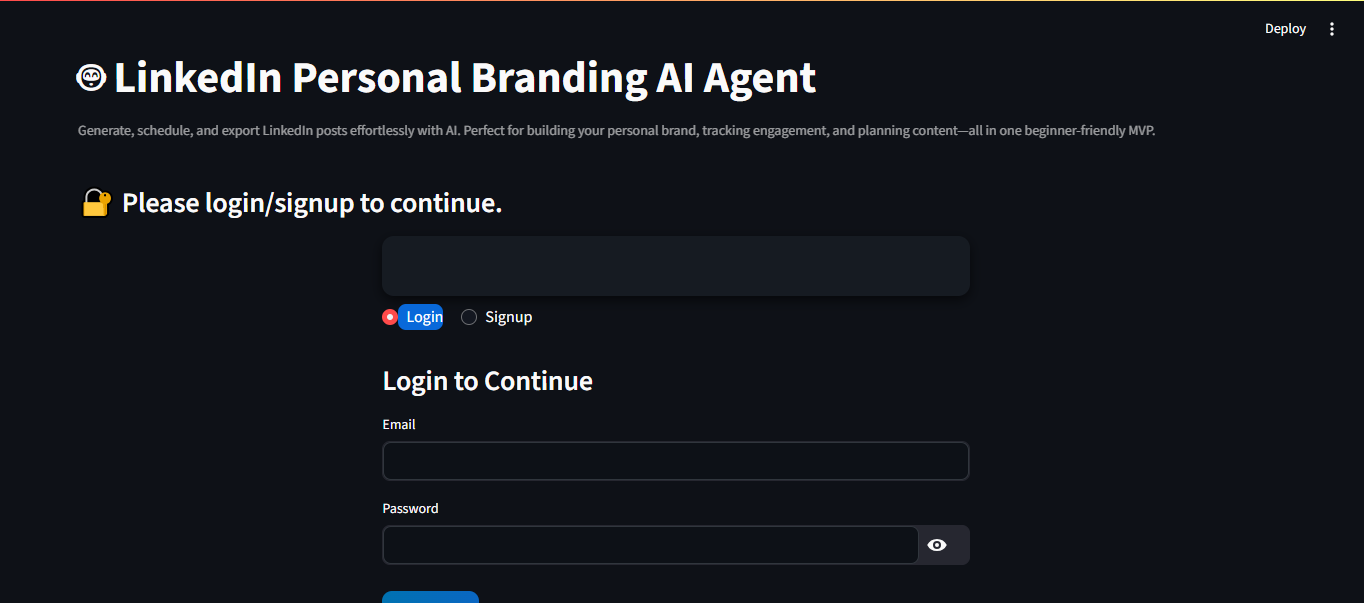 Deploy
LinkedIn Personal Branding AI Agent
Generate, schedule, and export LinkedIn posts effortlessly with AI. Perfect for building your personal brand, tracking engagement, and planning content—all in one beginner-friendly MVP.
Please login/signup to continue.
Login Signup
Login to Continue
Email
Password